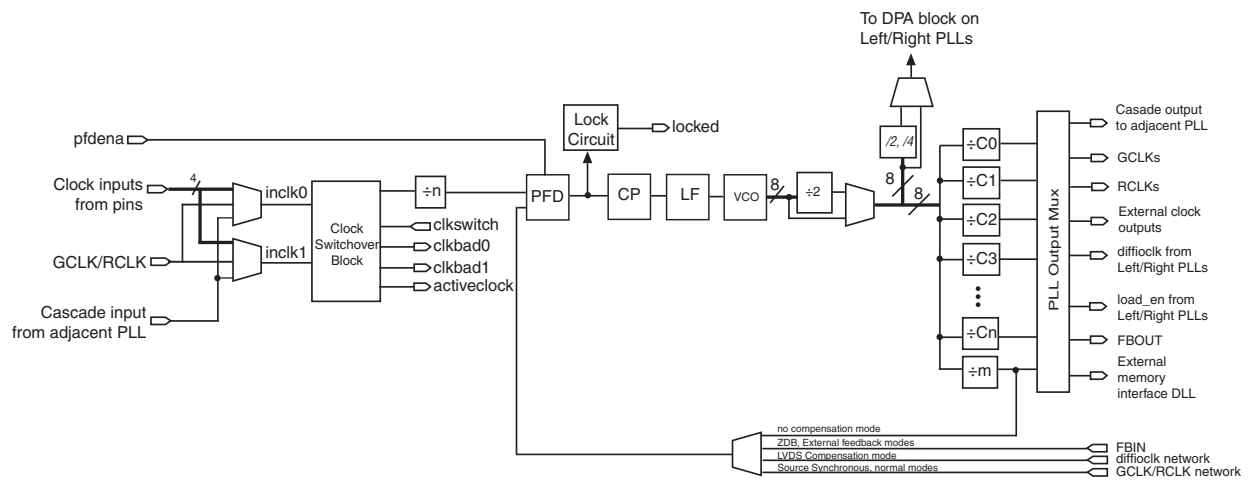 To DPA block on
Left/Right PLLs
Casade output
to adjacent PLL
Lock
Circuit
locked
pfdena
/2, /4
÷C0
GCLKs
Clock inputs
from pins
4
inclk0
÷n
PFD
CP
LF
VCO
8
÷2
8
8
÷C1
RCLKs
clkswitch
Clock
Switchover
Block
clkbad0
÷C2
External clock
outputs
GCLK/RCLK
inclk1
clkbad1
÷C3
diffioclk from
Left/Right PLLs
activeclock
PLL Output Mux
Cascade input
from adjacent PLL
load_en from
Left/Right PLLs
÷Cn
FBOUT
÷m
External
memory
interface DLL
no compensation mode
ZDB, External feedback modes
FBIN
LVDS Compensation mode
diffioclk network
Source Synchronous, normal modes
GCLK/RCLK network